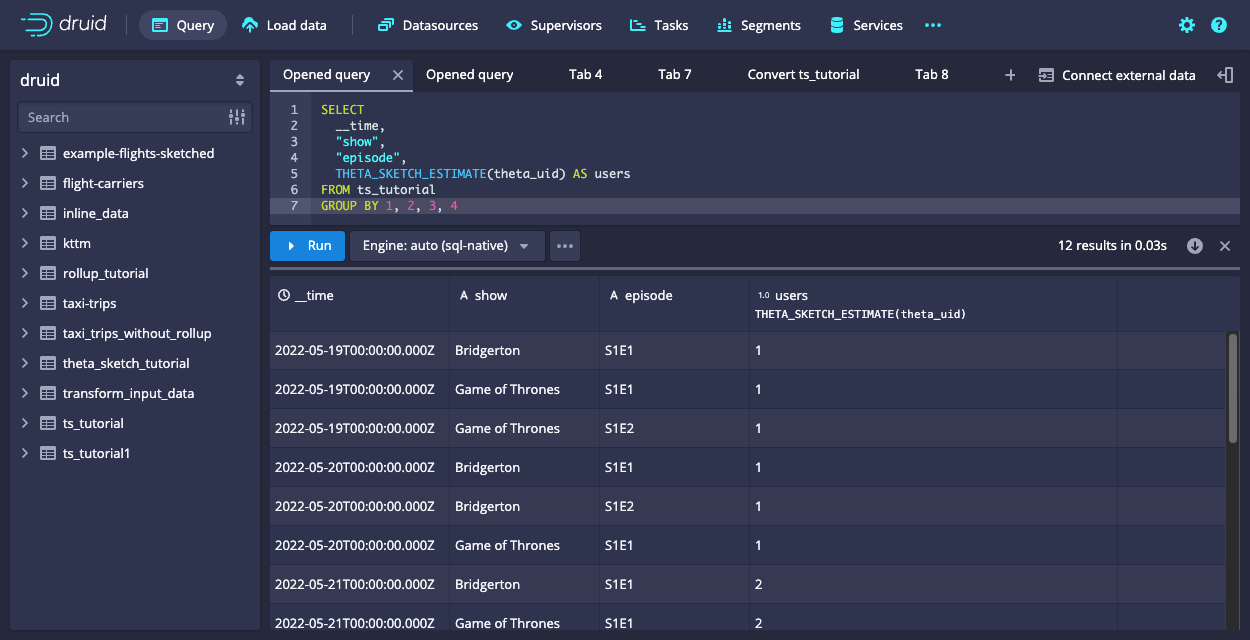 druid Query Load data Datasources Supervisors Tasks Segments Services
druid
Search
example-flights-sketched
flight-carriers
inline_data
kttm
rollup_tutorial
taxi-trips
taxi_trips_without_rollup
theta_sketch_tutorial
transform_input_data
ts_tutorial
ts_tutorial1
Opened query Opened query Tab 4 Tab 7 Convert ts_tutorial Tab 8 + Connect external data
1 SELECT
2 __time,
3 "show",
4 "episode",
5 THETA_SKETCH_ESTIMATE(theta_uid) AS users
6 FROM ts_tutorial
7 GROUP BY 1, 2, 3, 4
Run Engine: auto (sql-native) 12 results in 0.03s
__time A show A episode 1.0 users
THETA_SKETCH_ESTIMATE(theta_uid)
2022-05-19T00:00:00.000Z Bridgerton S1E1 1
2022-05-19T00:00:00.000Z Game of Thrones S1E1 1
2022-05-19T00:00:00.000Z Game of Thrones S1E2 1
2022-05-20T00:00:00.000Z Bridgerton S1E1 1
2022-05-20T00:00:00.000Z Bridgerton S1E2 1
2022-05-20T00:00:00.000Z Game of Thrones S1E1 1
2022-05-21T00:00:00.000Z Bridgerton S1E1 2
2022-05-21T00:00:00.000Z Game of Thrones S1E1 2